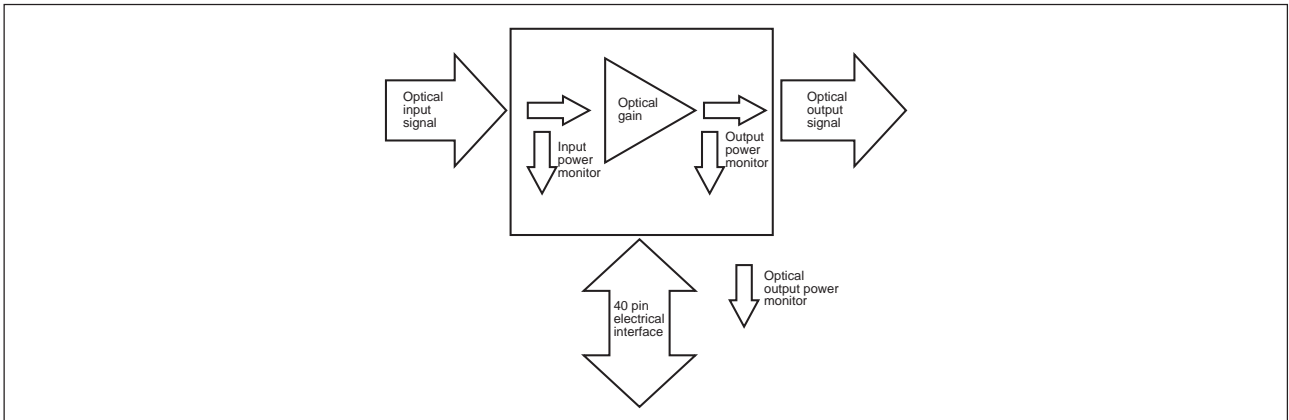 Optical
input
signal
Input
power
monitor
Optical
gain
Output
power
monitor
Optical
output
signal
40 pin
electrical
interface
Optical
output power
monitor